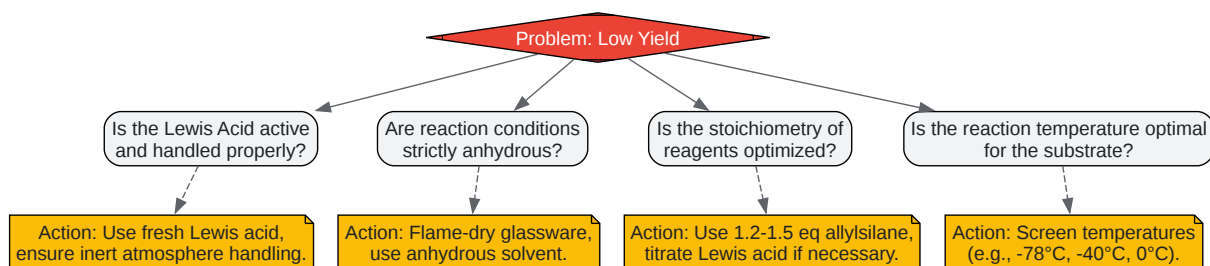 Problem: Low Yield
Is the Lewis Acid active
and handled properly?
Are reaction conditions
strictly anhydrous?
Is the stoichiometry of
reagents optimized?
Is the reaction temperature optimal
for the substrate?
Action: Use fresh Lewis acid,
ensure inert atmosphere handling.
Action: Flame-dry glassware,
use anhydrous solvent.
Action: Use 1.2-1.5 eq allylsilane,
titrate Lewis acid if necessary.
Action: Screen temperatures
(e.g., -78°C, -40°C, 0°C).